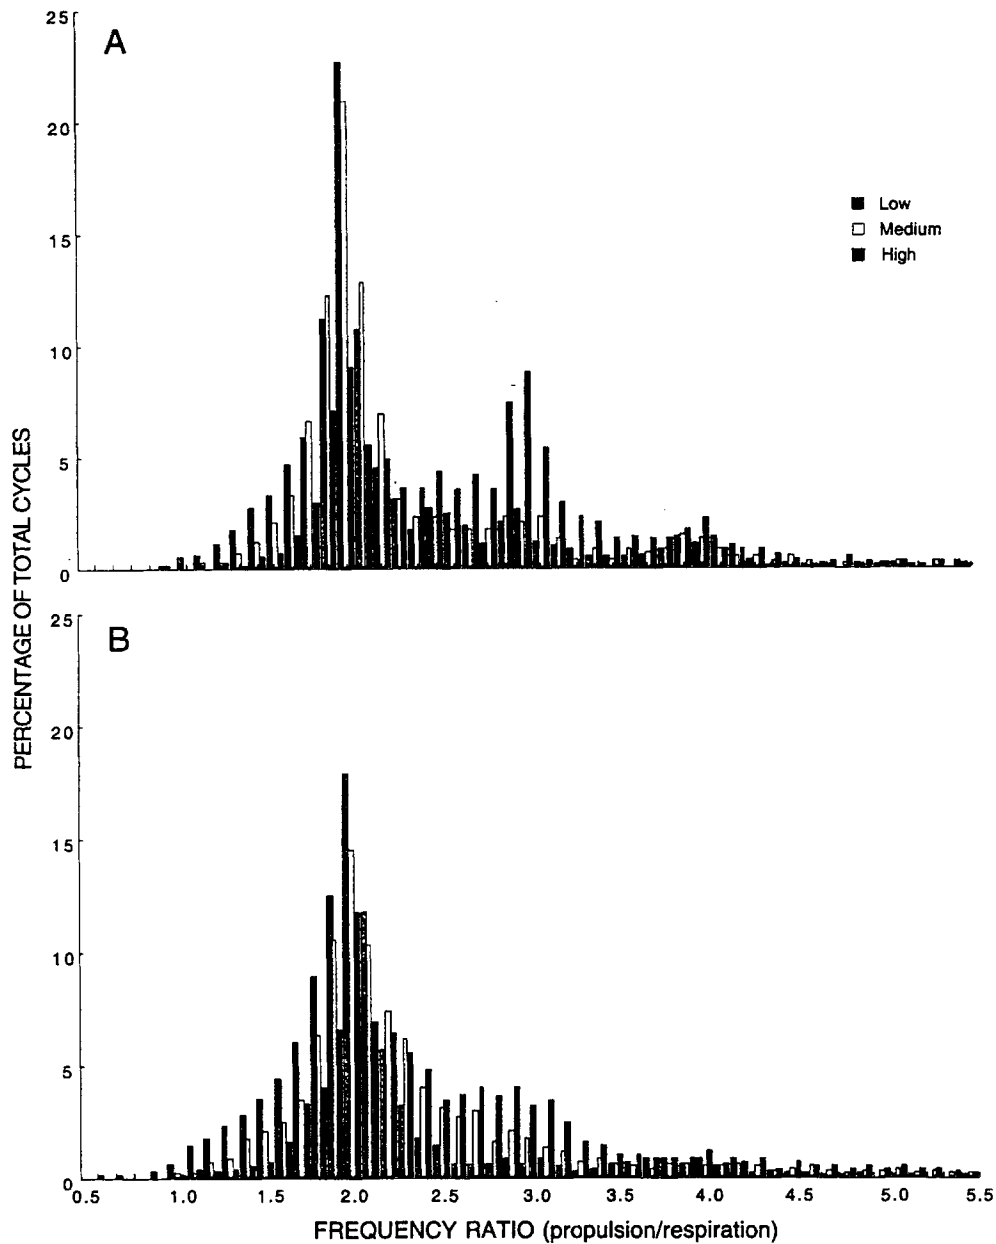 A
25
20
15
10
5
0
Low
Medium
High
PERCENTAGE OF TOTAL CYCLES
B
25
20
15
10
5
0
0.5 1.0 1.5 2.0 2.5 3.0 3.5 4.0 4.5 5.0 5.5
FREQUENCY RATIO (propulsion/respiration)